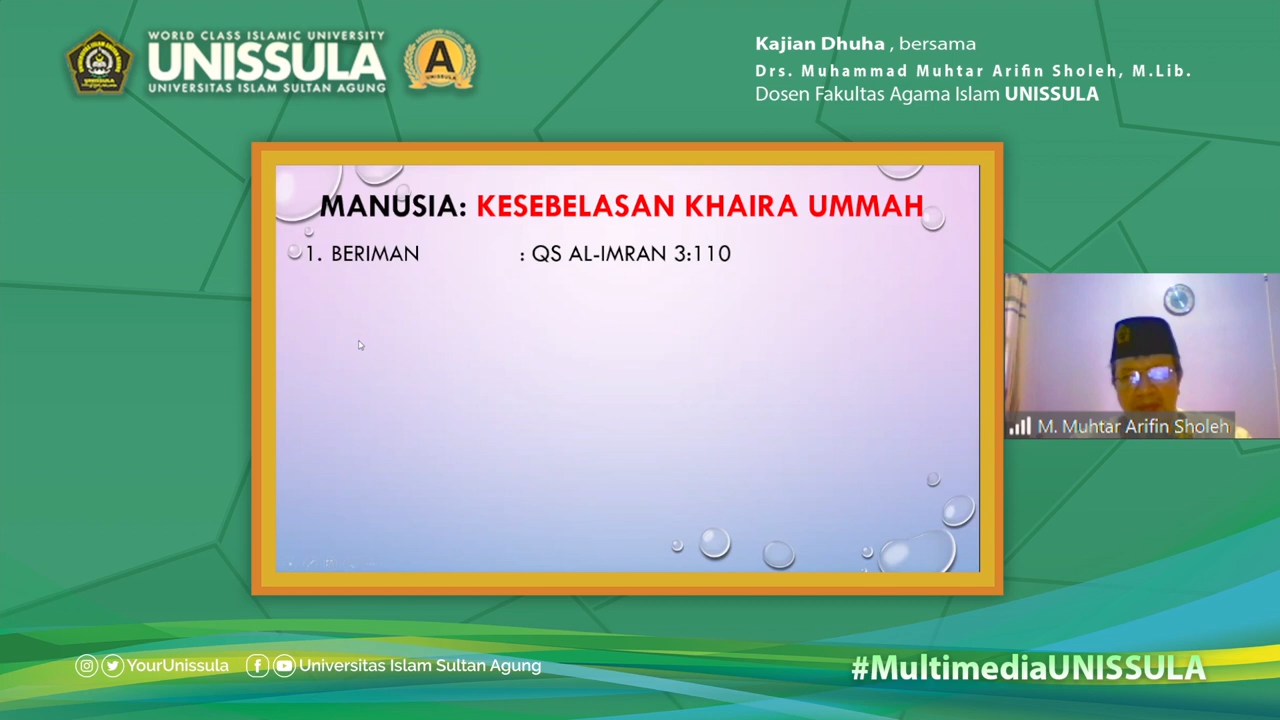 WORLD CLASS ISLAMIC UNIVERSITY
UNISSULA
UNIVERSITAS ISLAM SULTAN AGUNG
A
UNISSULA
Kajian Dhuha , bersama
Drs. Muhammad Muhtar Arifin Sholeh, M.Lib.
Dosen Fakultas Agama Islam UNISSULA
MANUSIA: KESEBELASAN KHAIRA UMMAH
1. BERIMAN : QS AL-IMRAN 3:110
M. Muhtar Arifin Sholeh
YourUnissula
Universitas Islam Sultan Agung
#MultimediaUNISSULA